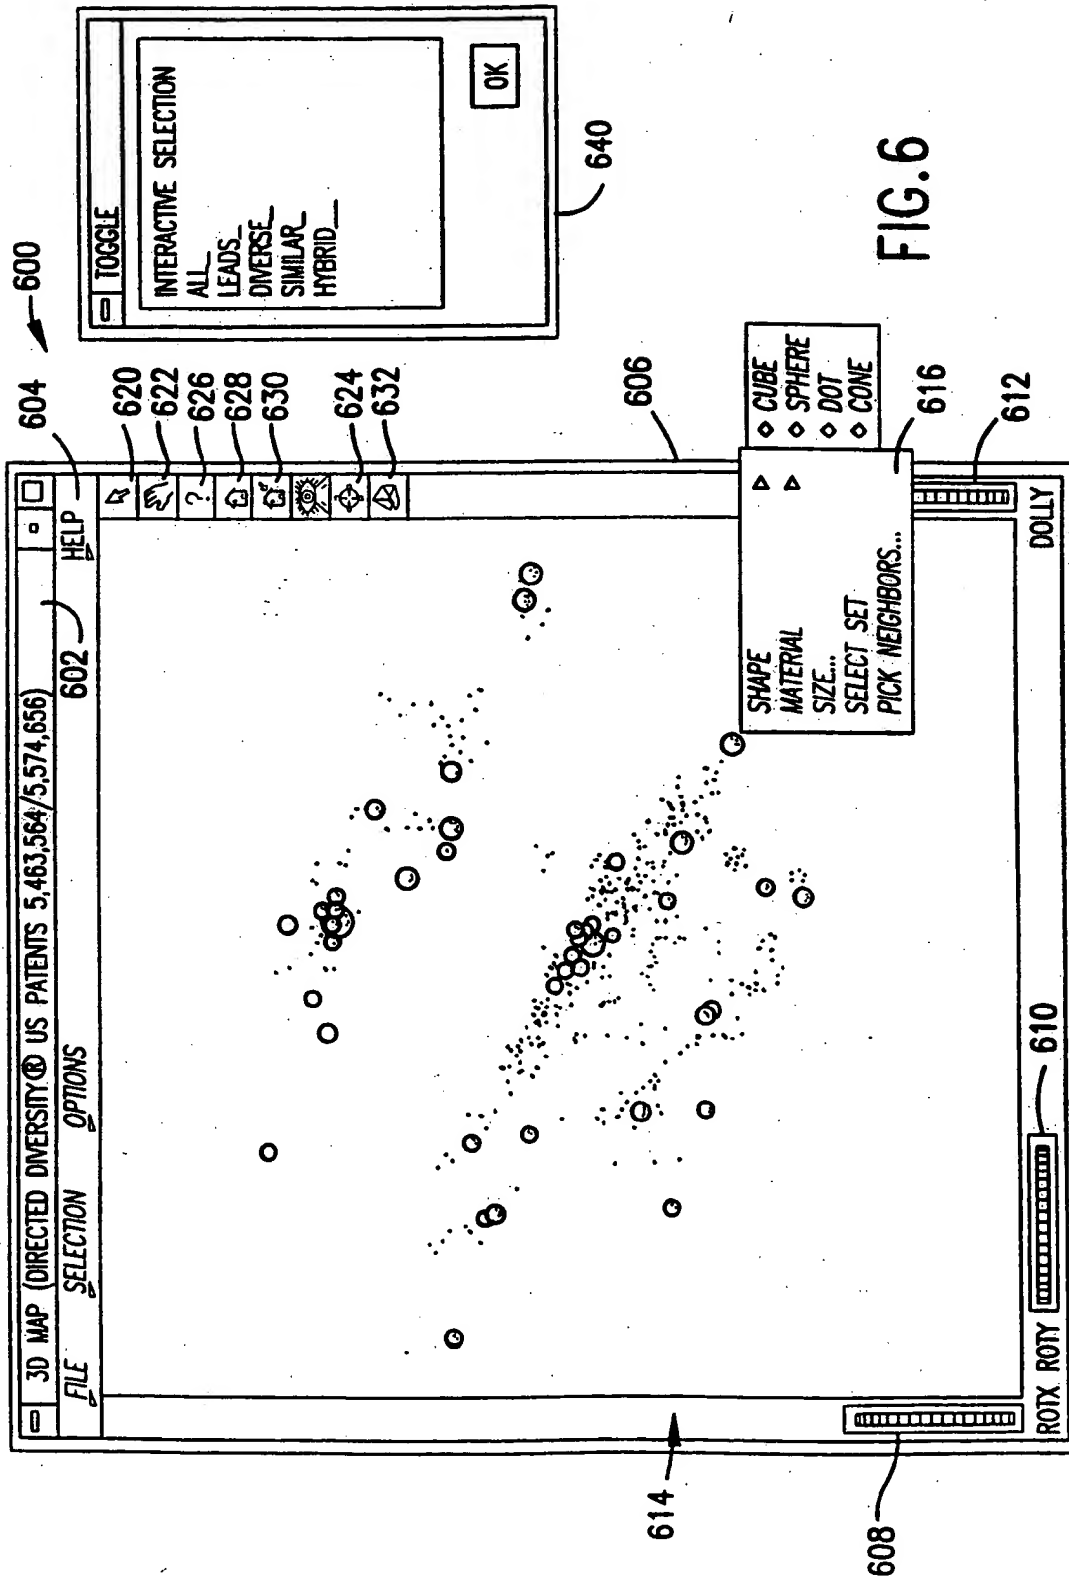 600
604
602
3D MAP (DIRECTED DIVERSITY® US PATENTS 5,463,564/5,574,656)
FILE SELECTION OPTIONS HELP
620
622
?
626
628
630
624
632
606
TOGGLE
INTERACTIVE SELECTION
ALL_
LEADS_
DIVERSE_
SIMILAR_
HYBRID_
OK
640
SHAPE
MATERIAL
SIZE...
SELECT SET
PICK NEIGHBORS...
CUBE
SPHERE
DOT
CONE
616
612
614
608
ROTX ROTY
610
DOLLY
FIG.6